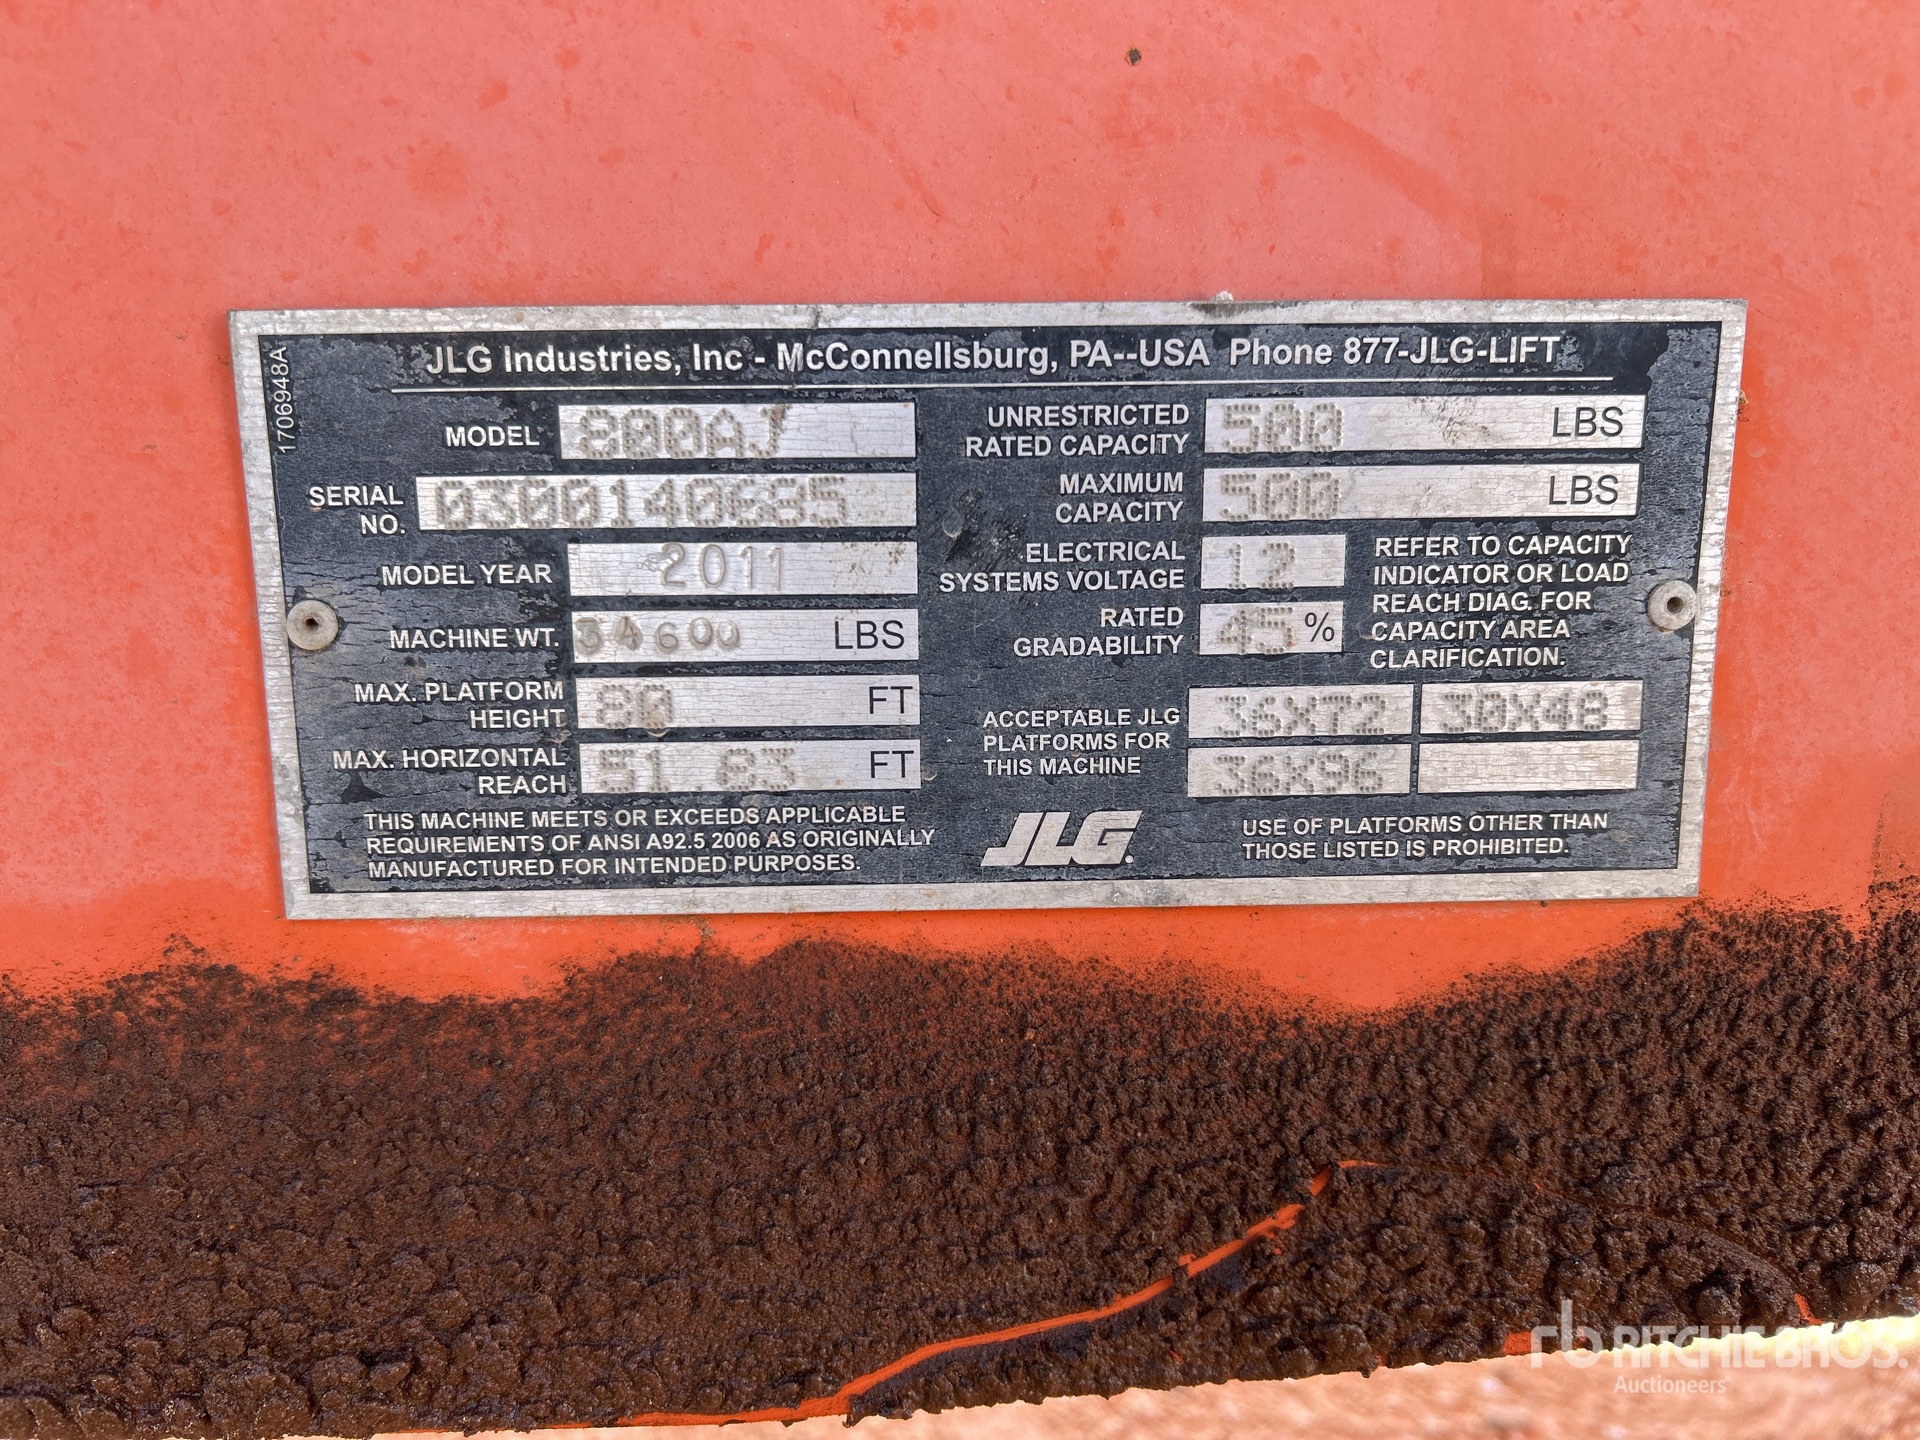 1706948A
JLG Industries, Inc - McConnellsburg, PA--USA Phone 877-JLG-LIFT
MODEL 800AJ
SERIAL NO. 0300140685
MODEL YEAR 2011
MACHINE WT. 34600 LBS
MAX. PLATFORM HEIGHT 80 FT
MAX. HORIZONTAL REACH 51.83 FT
THIS MACHINE MEETS OR EXCEEDS APPLICABLE
REQUIREMENTS OF ANSI A92.5 2006 AS ORIGINALLY
MANUFACTURED FOR INTENDED PURPOSES.
UNRESTRICTED
RATED CAPACITY 500 LBS
MAXIMUM
CAPACITY 500 LBS
ELECTRICAL
SYSTEMS VOLTAGE 12
RATED
GRADABILITY 45 %
REFER TO CAPACITY
INDICATOR OR LOAD
REACH DIAG. FOR
CAPACITY AREA
CLARIFICATION.
ACCEPTABLE JLG
PLATFORMS FOR
THIS MACHINE
36X72 30X48
36X96
JLG
USE OF PLATFORMS OTHER THAN
THOSE LISTED IS PROHIBITED.
rb RITCHIE BROS.
Auctioneers